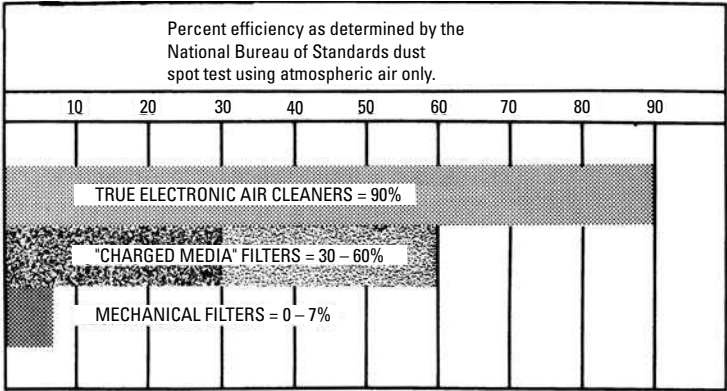 Percent efficiency as determined by the
National Bureau of Standards dust
spot test using atmospheric air only.
10 20 30 40 50 60 70 80 90
TRUE ELECTRONIC AIR CLEANERS = 90%
"CHARGED MEDIA" FILTERS = 30 – 60%
MECHANICAL FILTERS = 0 – 7%